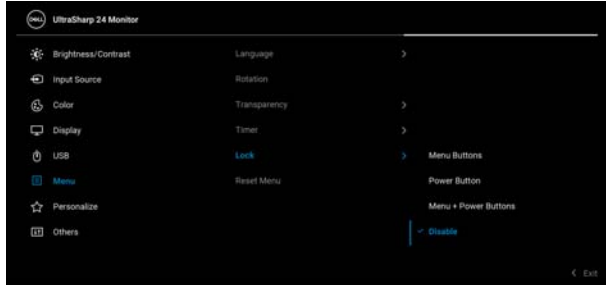 DELL UltraSharp 24 Monitor
Brightness/Contrast
Input Source
Color
Display
USB
Menu
Personalize
Others
Language
Rotation
Transparency
Timer
Lock
Reset Menu
Menu Buttons
Power Button
Menu + Power Buttons
Disable
Exit